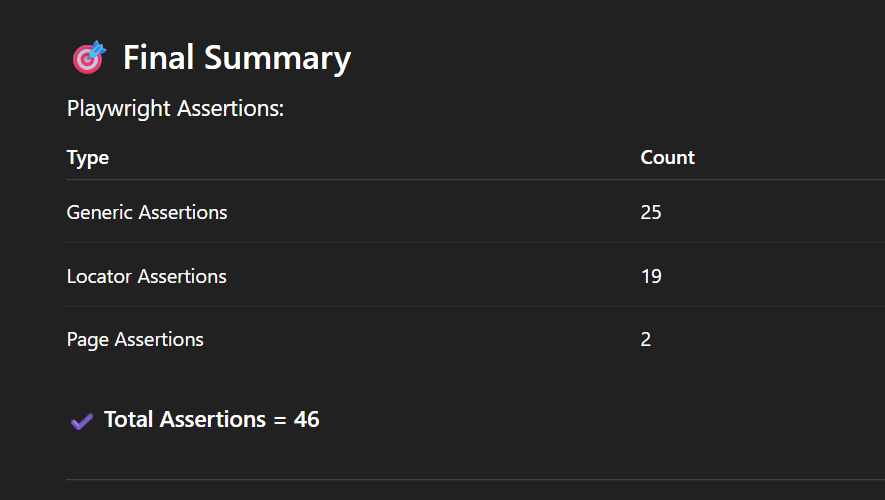 🎯 Final Summary
Playwright Assertions:
Type Count
Generic Assertions 25
Locator Assertions 19
Page Assertions 2
✔ Total Assertions = 46